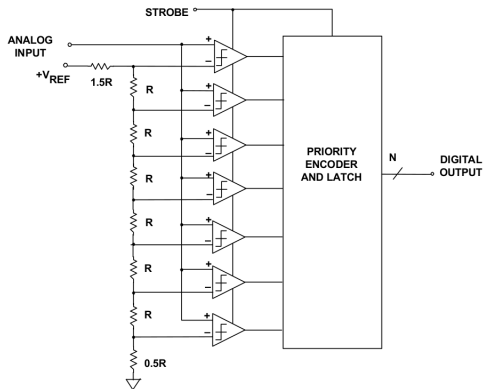 STROBE
ANALOG
INPUT
+VREF
1.5R
R
R
R
R
R
R
0.5R
+
−
+
−
+
−
+
−
+
−
+
−
+
−
PRIORITY
ENCODER
AND LATCH
N
DIGITAL
OUTPUT